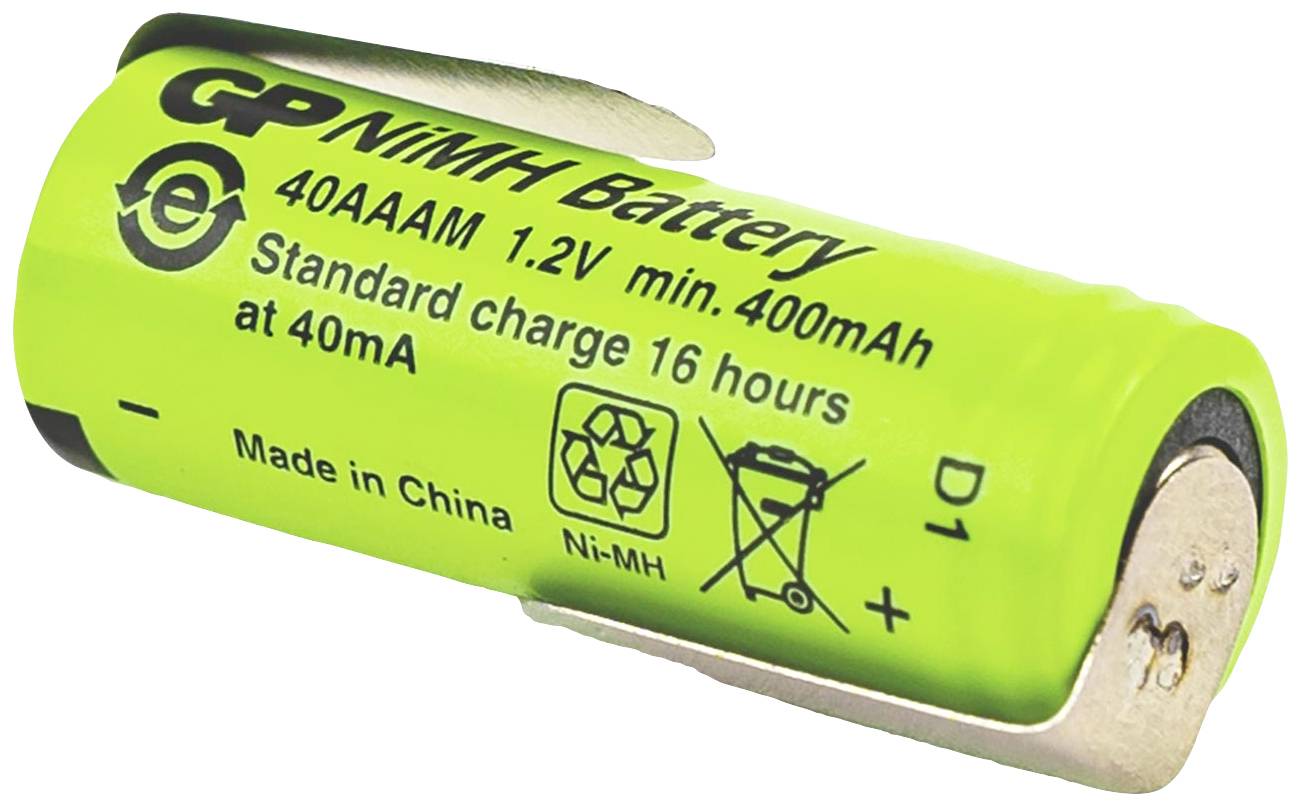 GP NiMH Battery
e
40AAAM 1.2V min. 400mAh
Standard charge 16 hours
at 40mA
-
Made in China
Ni-MH
D1
+